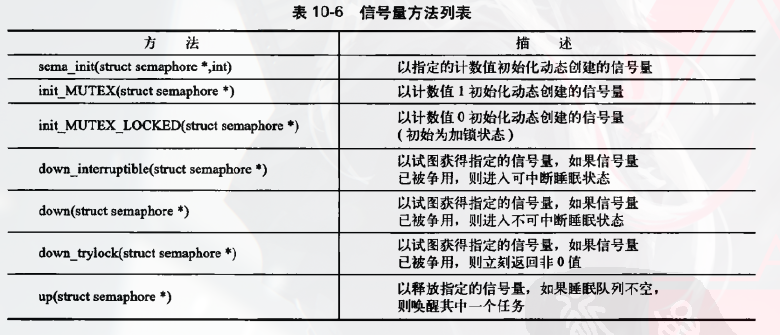 表 10-6 信号量方法列表
方 法 描 述
sema_init(struct semaphore *,int) 以指定的计数值初始化动态创建的信号量
init_MUTEX(struct semaphore *) 以计数值 1 初始化动态创建的信号量
init_MUTEX_LOCKED(struct semaphore *) 以计数值 0 初始化动态创建的信号量
(初始为加锁状态)
down_interruptible(struct semaphore *) 以试图获得指定的信号量，如果信号量
已被争用，则进入可中断睡眠状态
down(struct semaphore *) 以试图获得指定的信号量，如果信号量
已被争用，则进入不可中断睡眠状态
down_trylock(struct semaphore *) 以试图获得指定的信号量，如果信号量
已被争用，则立刻返回非 0 值
up(struct semaphore *) 以释放指定的信号量，如果睡眠队列不空，
则唤醒其中一个任务